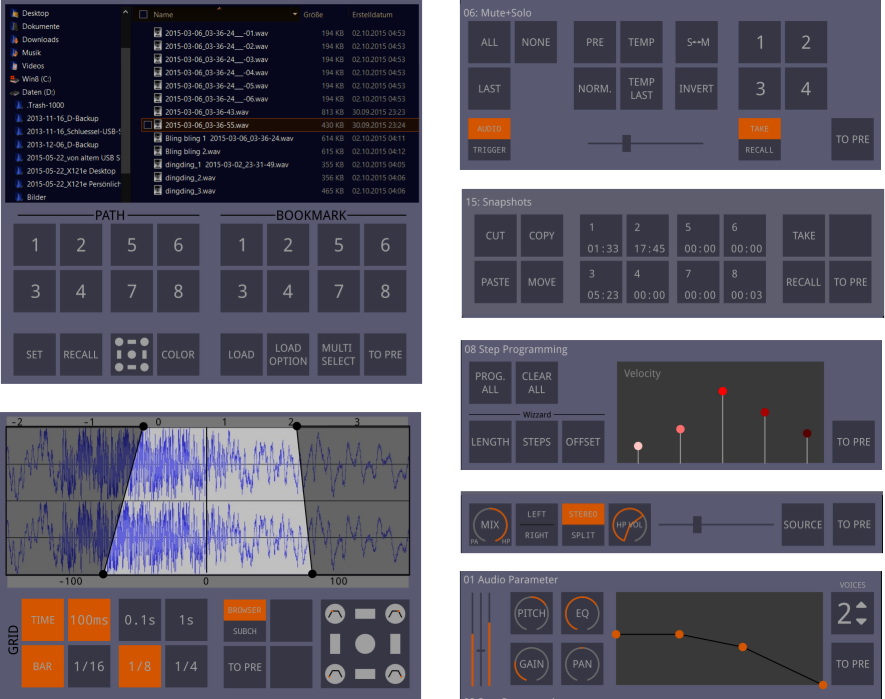 Desktop
Dokumente
Downloads
Musik
Videos
Win8 (C:)
Daten (D:)
.Trash-1000
2013-11-16_D-Backup
2013-11-16_Schluessel-USB-S
2013-12-06_D-Backup
2015-05-22_von altem USB S
2015-05-22_X121e Desktop
2015-05-22_X121e Persönlich
Bilder
Name Größe Erstelldatum
2015-03-06_03-36-24__-01.wav 194 KB 02.10.2015 04:53
2015-03-06_03-36-24__-02.wav 194 KB 02.10.2015 04:53
2015-03-06_03-36-24__-03.wav 194 KB 02.10.2015 04:53
2015-03-06_03-36-24__-04.wav 194 KB 02.10.2015 04:53
2015-03-06_03-36-24__-05.wav 194 KB 02.10.2015 04:53
2015-03-06_03-36-24__-06.wav 194 KB 02.10.2015 04:53
2015-03-06_03-36-43.wav 813 KB 30.09.2015 23:23
2015-03-06_03-36-55.wav 430 KB 30.09.2015 23:24
Bling bling 1 2015-03-06_03-36-24.wav 614 KB 02.10.2015 04:11
Bling bling 2.wav 615 KB 02.10.2015 04:12
dingding_1 2015-03-02_23-31-49.wav 355 KB 02.10.2015 04:05
dingding_2.wav 356 KB 02.10.2015 04:06
dingding_3.wav 465 KB 02.10.2015 04:06
PATH BOOKMARK
1 2 5 6 1 2 5 6
3 4 7 8 3 4 7 8
SET RECALL COLOR LOAD LOAD OPTION MULTI SELECT TO PRE
-2 -1 0 1 2 3
-100 0 100
GRID
TIME 100ms 0.1s 1s BROWSER
SUBCH
BAR 1/16 1/8 1/4 TO PRE
06: Mute+Solo
ALL NONE PRE TEMP S↔M 1 2
LAST NORM. TEMP LAST INVERT 3 4
AUDIO TAKE
TRIGGER RECALL TO PRE
15: Snapshots
CUT COPY 1 2 5 6 TAKE
01:33 17:45 00:00 00:00
PASTE MOVE 3 4 7 8 RECALL TO PRE
05:23 00:00 00:00 00:03
08 Step Programming
PROG. ALL CLEAR ALL Velocity
Wizzard
LENGTH STEPS OFFSET TO PRE
MIX PA HP LEFT STEREO HP VOL SOURCE TO PRE
RIGHT SPLIT
01 Audio Parameter
VOICES
PITCH EQ 2
GAIN PAN TO PRE